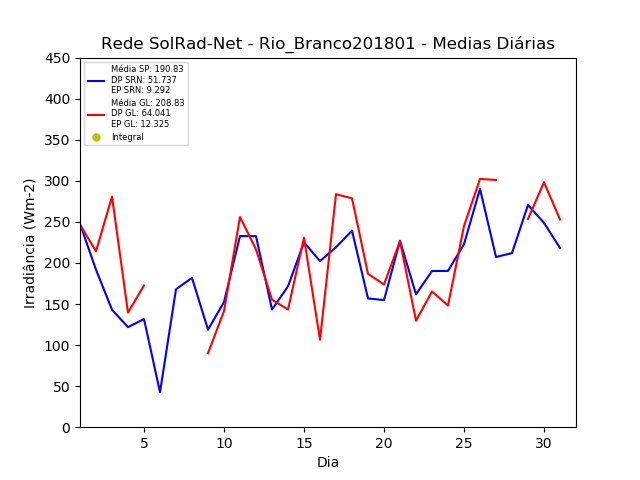 Rede SolRad-Net - Rio_Branco201801 - Medias Diárias
450
400
350
300
250
200
150
100
50
0
Irradiância (Wm-2)
Média SP: 190.83
DP SRN: 51.737
EP SRN: 9.292
Média GL: 208.83
DP GL: 64.041
EP GL: 12.325
Integral
5
10
15
20
25
30
Dia